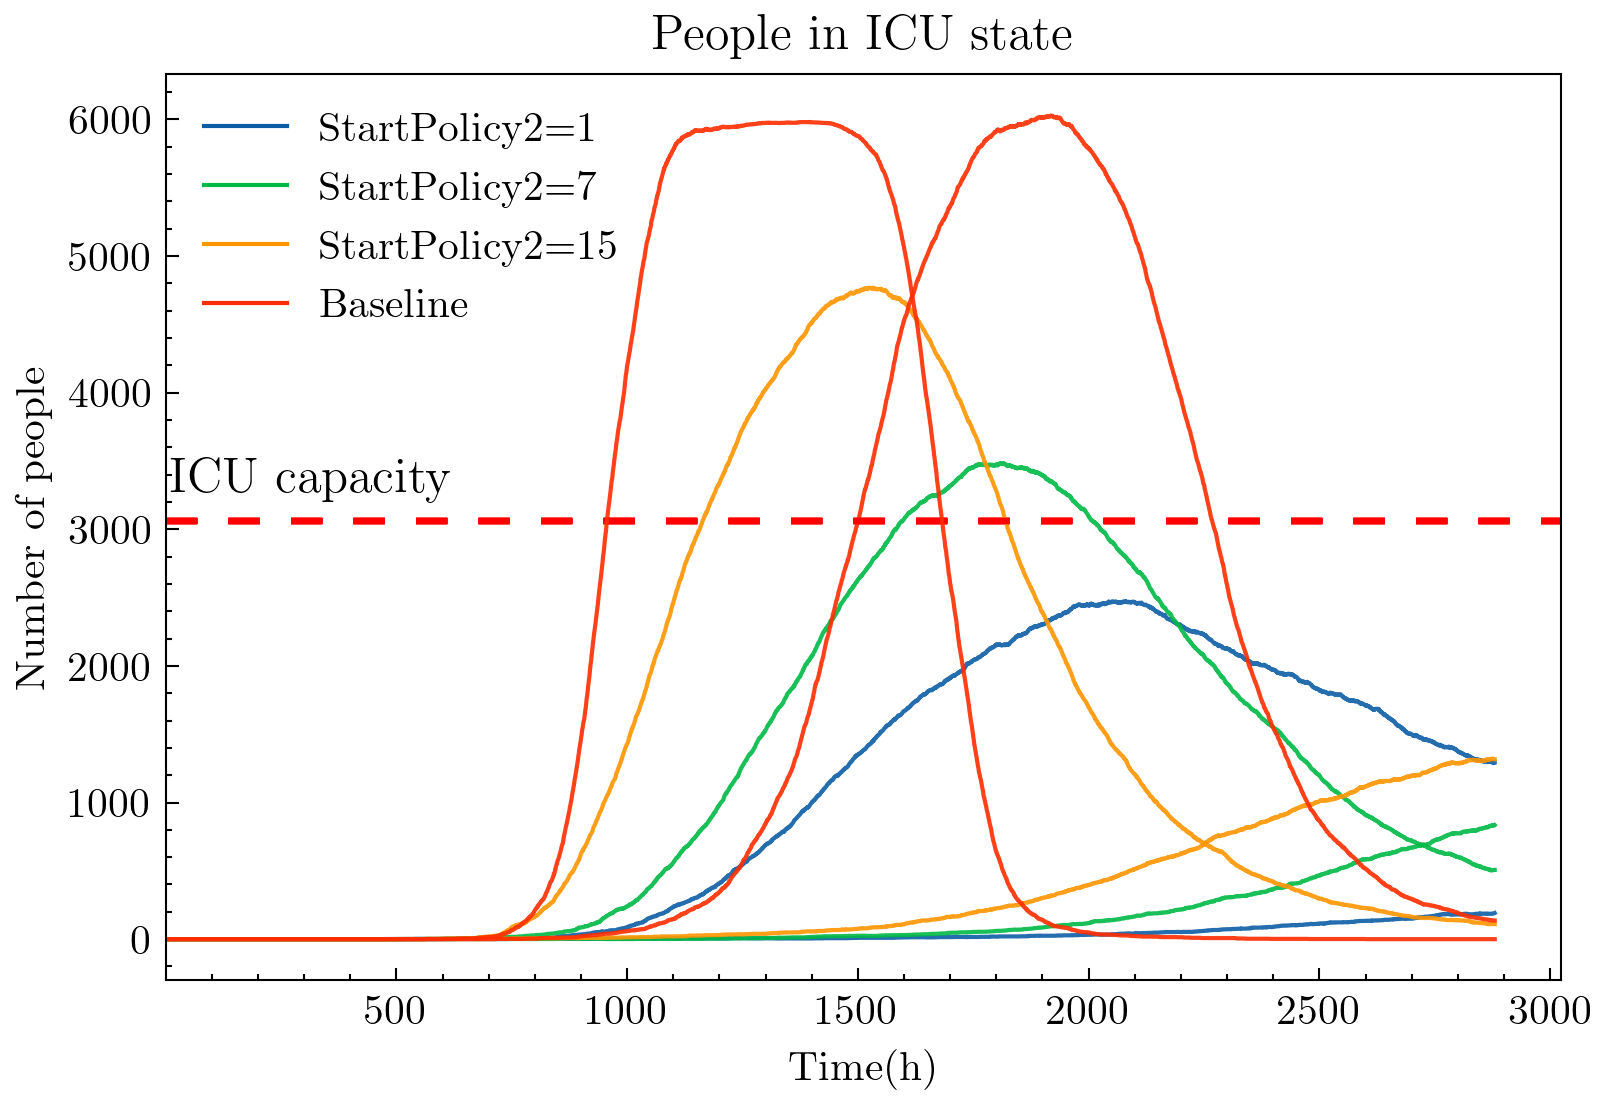 People in ICU state
6000
5000
4000
3000
2000
1000
0
Number of people
StartPolicy2=1
StartPolicy2=7
StartPolicy2=15
Baseline
ICU capacity
500 1000 1500 2000 2500 3000
Time(h)